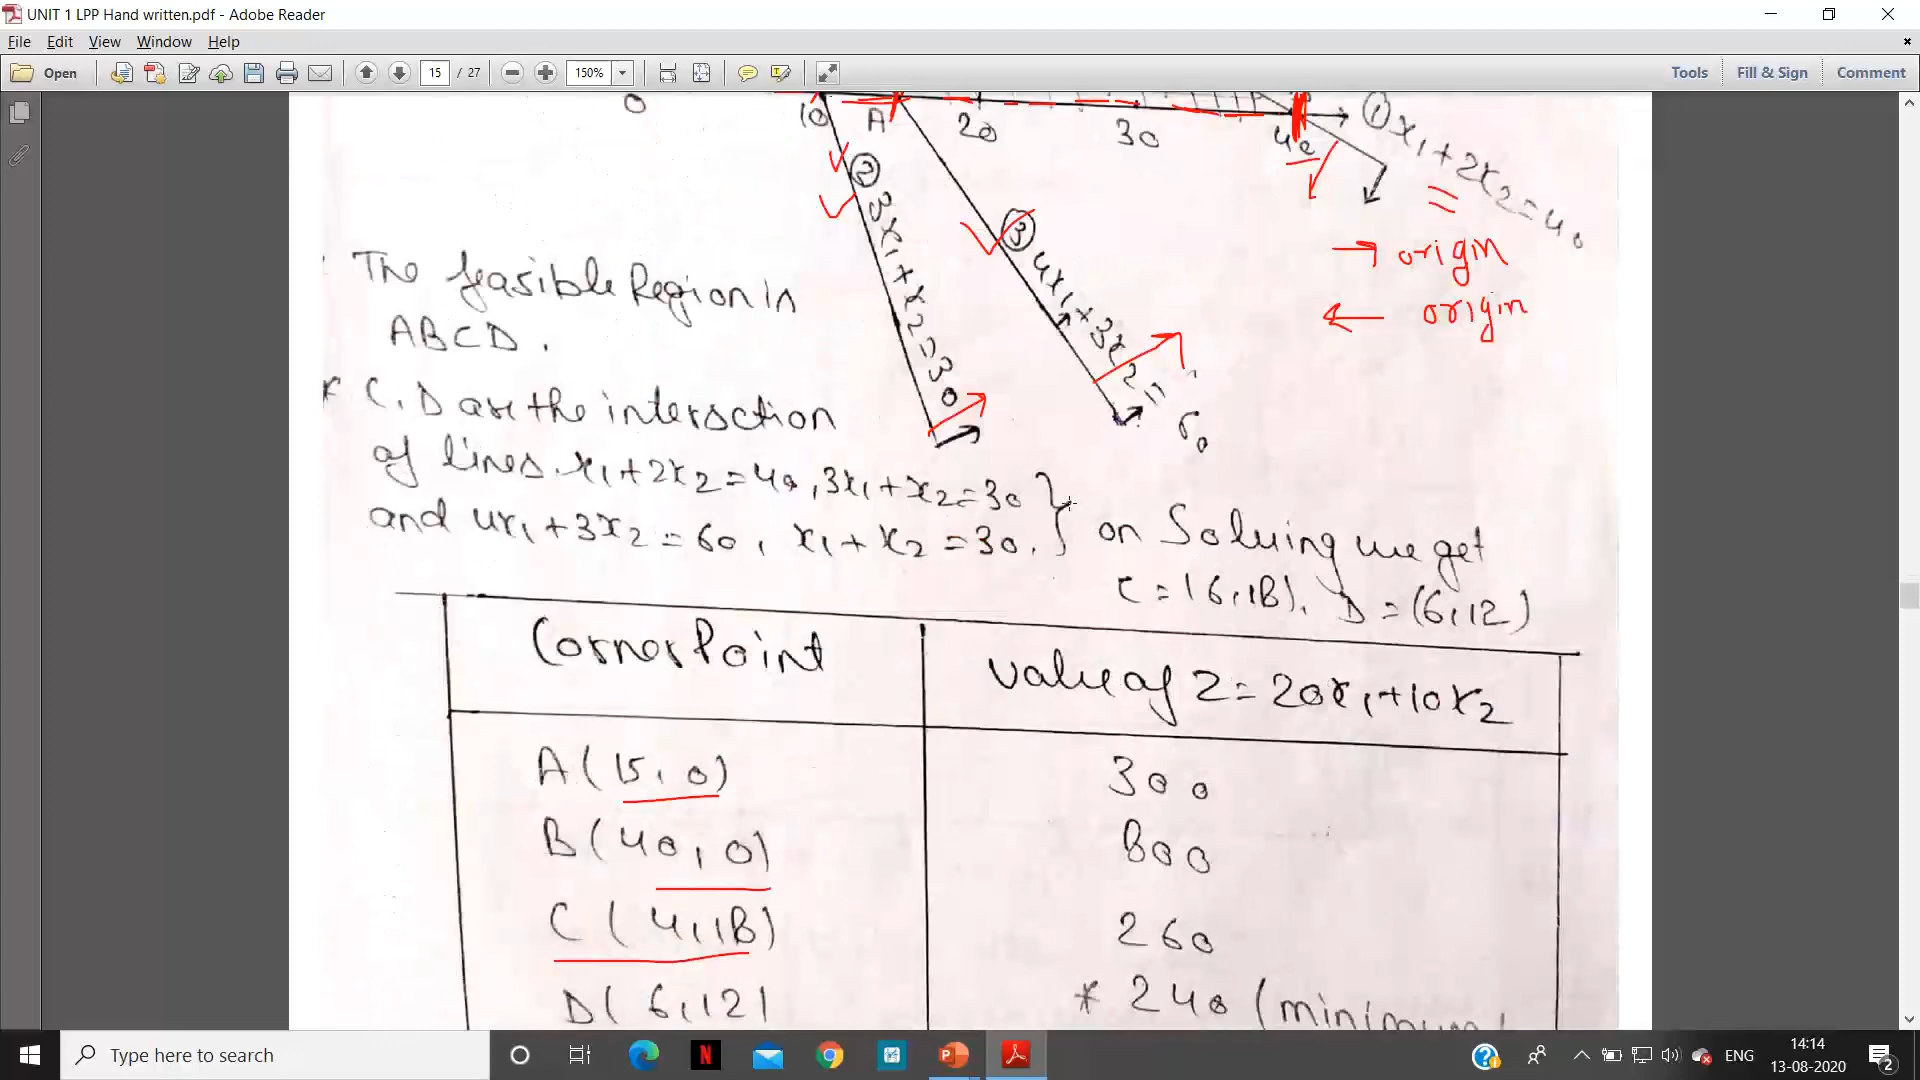 UNIT 1 LPP Hand written.pdf - Adobe Reader
File Edit View Window Help
Open 15 / 27 150% Tools Fill & Sign Comment
0 10 A 20 30 40
① x₁+2x₂=40
② 3x₁+x₂=30
③ 4x₁+3x₂=60
→ origin
← origin
The feasible Region in
ABCD.
C, D are the interaction
of lines x₁+2x₂=40, 3x₁+x₂=30
and 4x₁+3x₂=60, x₁+x₂=30. } on Solving we get
C=(6,18), D=(6,12)
Corner Point value of Z=20x₁+10x₂
A(15,0) 300
B(40,0) 800
C(4,18) 260
D(6,12) * 240 (minimum
Type here to search
ENG
14:14
13-08-2020
2